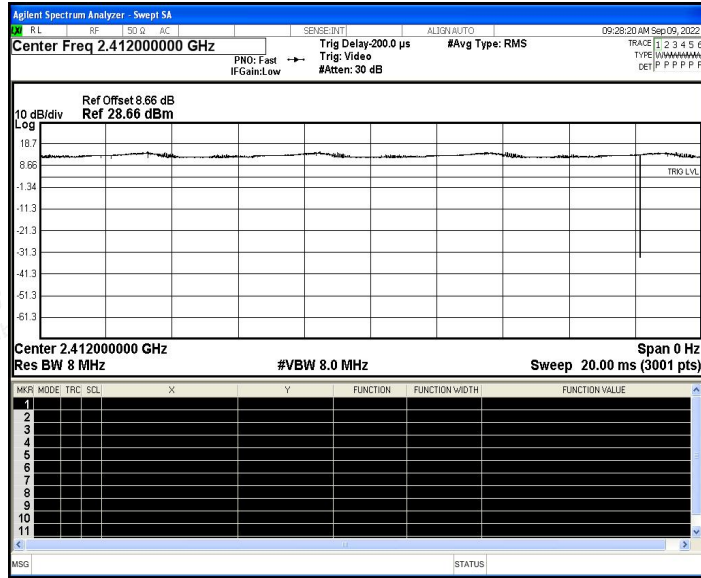 Agilent Spectrum Analyzer - Swept SA
LXI RL RF 50 Ω AC SENSE:INT ALIGN AUTO 09:28:20 AM Sep 09, 2022
Center Freq 2.412000000 GHz
PNO: Fast
IFGain:Low
Trig Delay-200.0 µs
Trig: Video
#Atten: 30 dB
#Avg Type: RMS
TRACE 1 2 3 4 5 6
TYPE WWWWWW
DET P P P P P P
Ref Offset 8.66 dB
10 dB/div Ref 28.66 dBm
Log
18.7
8.66
TRIG LVL
-1.34
-11.3
-21.3
-31.3
-41.3
-51.3
-61.3
Center 2.412000000 GHz Span 0 Hz
Res BW 8 MHz #VBW 8.0 MHz Sweep 20.00 ms (3001 pts)
MKR MODE TRC SCL X Y FUNCTION FUNCTION WIDTH FUNCTION VALUE
1
2
3
4
5
6
7
8
9
10
11
MSG STATUS